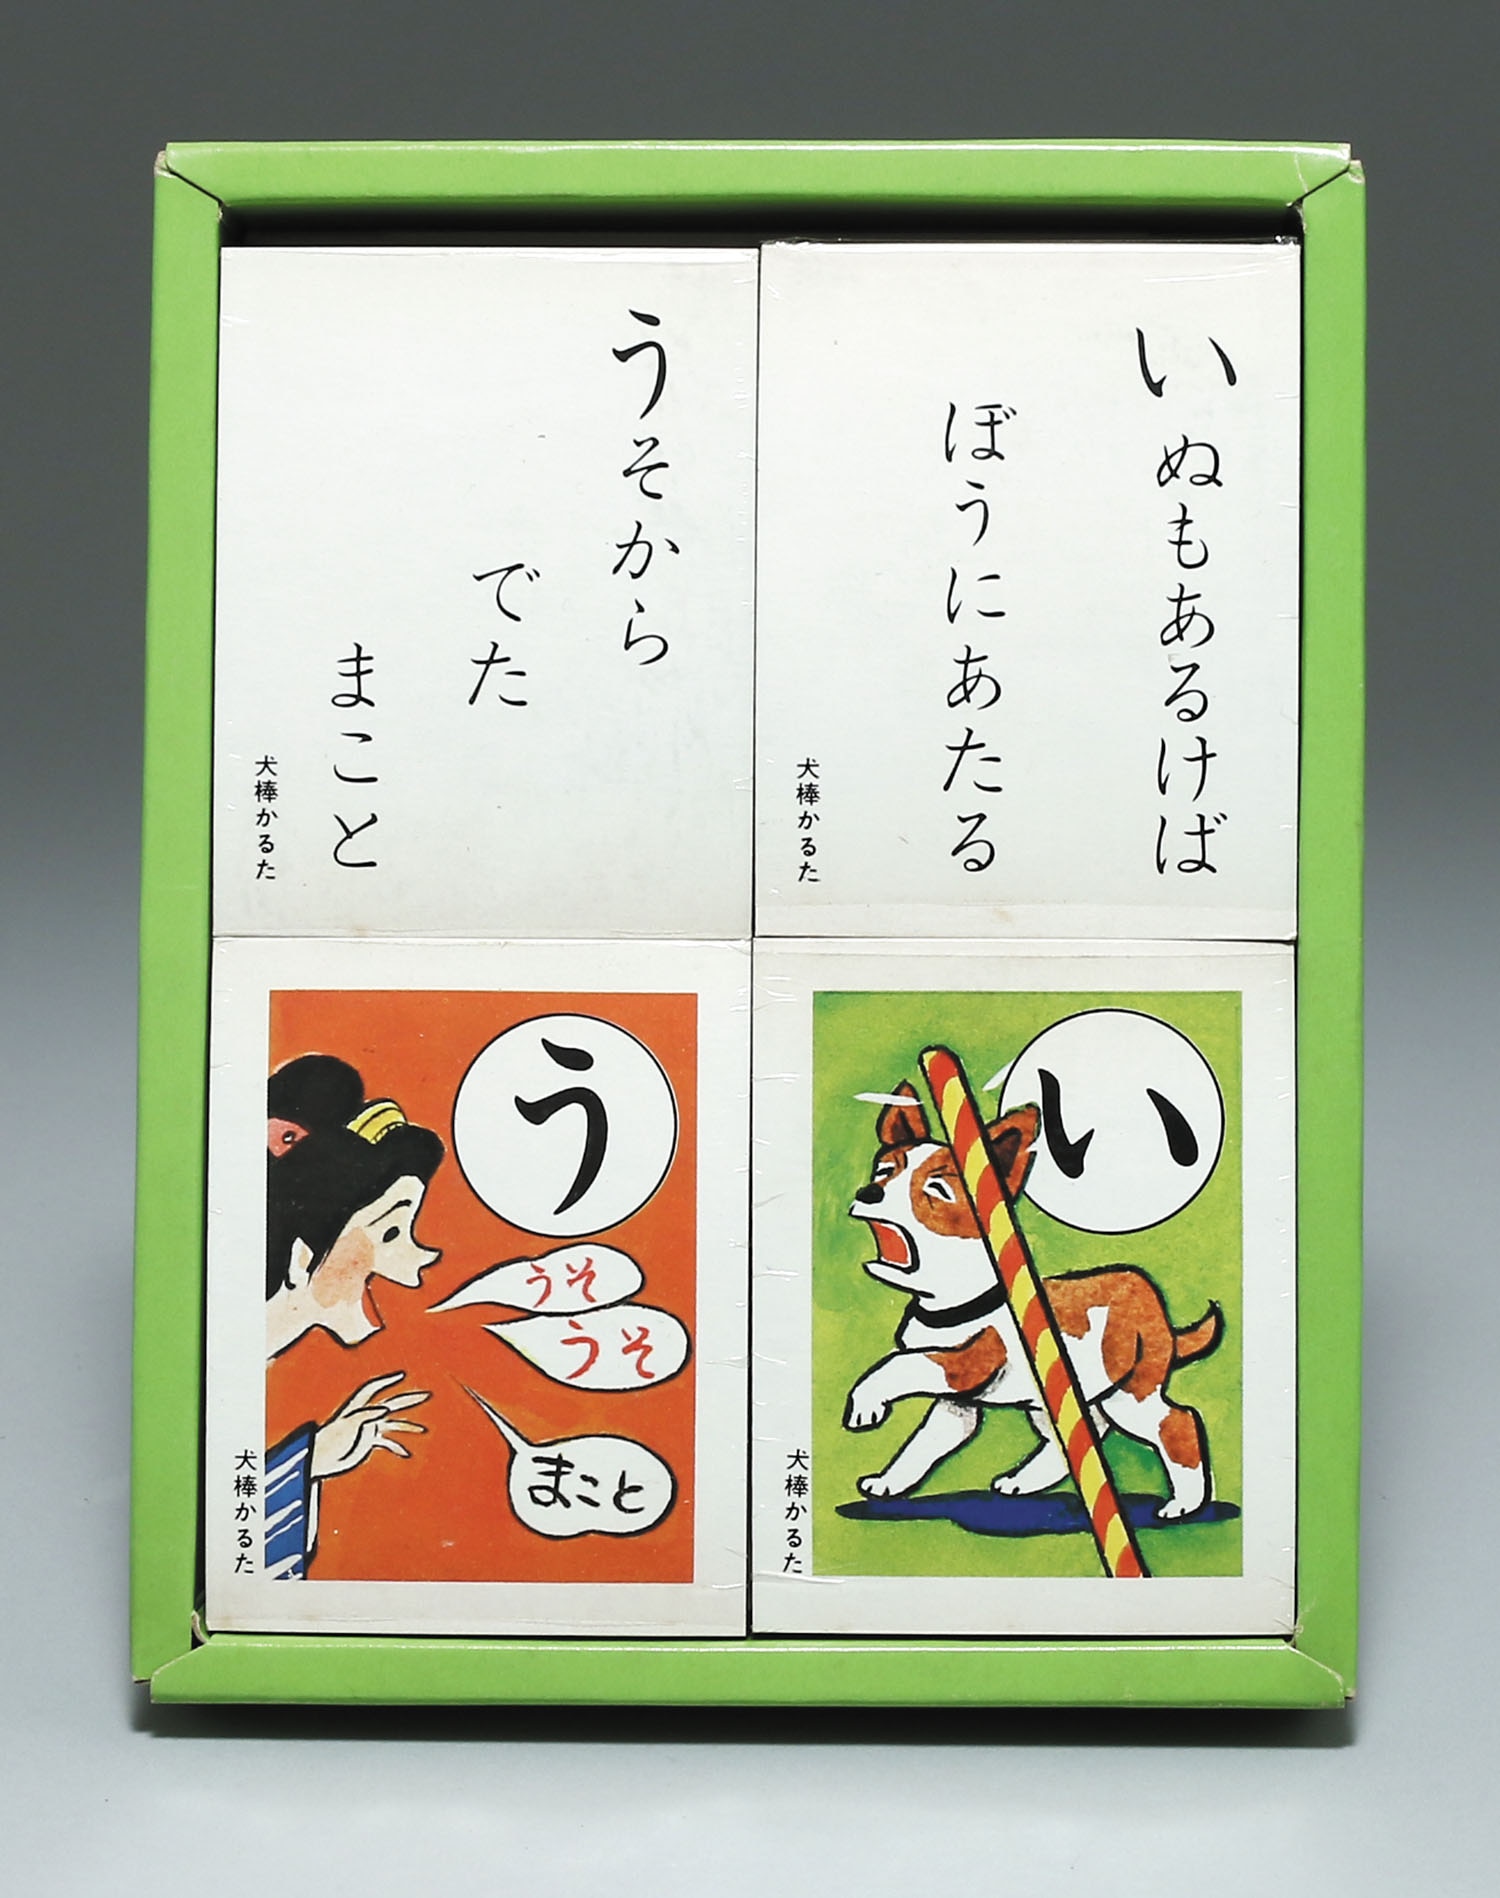 いぬもあるけば
ぼうにあたる
犬棒かるた
うそから
でた
まこと
犬棒かるた
い
犬棒かるた
う
うそ
うそ
まこと
犬棒かるた